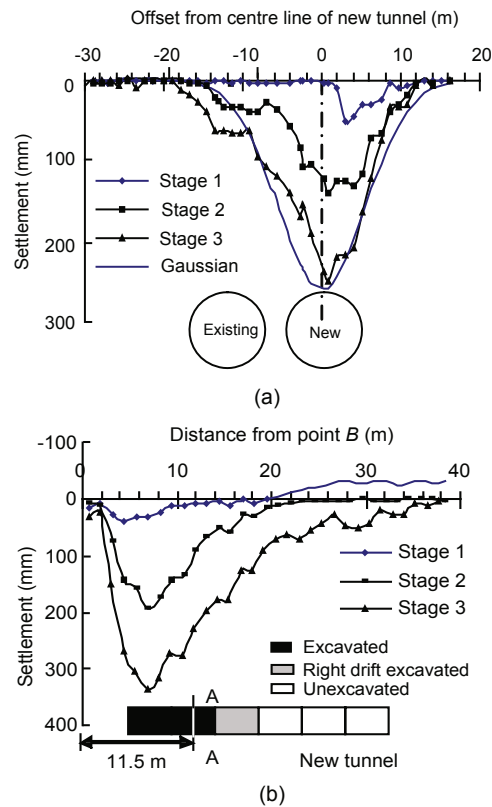 Offset from centre line of new tunnel (m)
-30 -20 -10 0 10 20
0
100
200
300
Settlement (mm)
Stage 1
Stage 2
Stage 3
Gaussian
Existing
New
(a)
Distance from point B (m)
-100
0 10 20 30 40
0
100
200
300
400
Settlement (mm)
Stage 1
Stage 2
Stage 3
Excavated
Right drift excavated
Unexcavated
A
A
11.5 m
New tunnel
(b)